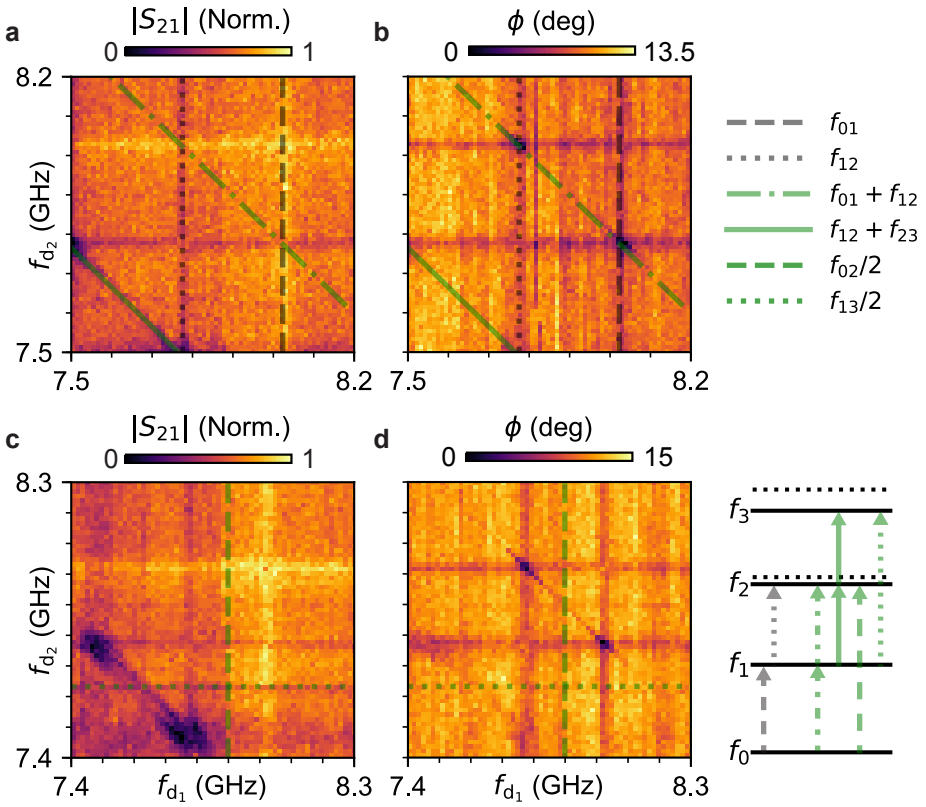 a
|S21| (Norm.)
0
1
b
ϕ (deg)
0
13.5
8.2
fd2 (GHz)
7.5
7.5
8.2
7.5
8.2
f01
f12
f01 + f12
f12 + f23
f02/2
f13/2
c
|S21| (Norm.)
0
1
d
ϕ (deg)
0
15
8.3
fd2 (GHz)
7.4
7.4
fd1 (GHz)
8.3
7.4
fd1 (GHz)
8.3
f3
f2
f1
f0